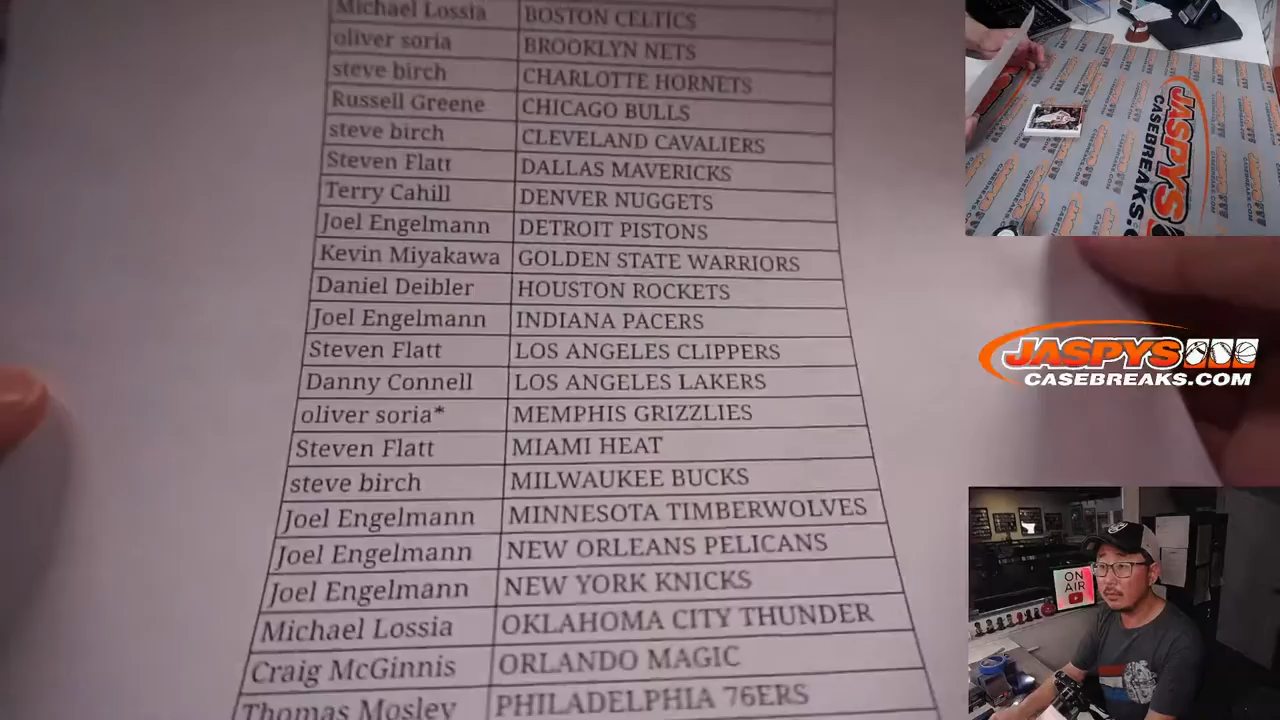 Michael Lossia BOSTON CELTICS
oliver soria BROOKLYN NETS
steve birch CHARLOTTE HORNETS
Russell Greene CHICAGO BULLS
steve birch CLEVELAND CAVALIERS
Steven Flatt DALLAS MAVERICKS
Terry Cahill DENVER NUGGETS
Joel Engelmann DETROIT PISTONS
Kevin Miyakawa GOLDEN STATE WARRIORS
Daniel Deibler HOUSTON ROCKETS
Joel Engelmann INDIANA PACERS
Steven Flatt LOS ANGELES CLIPPERS
Danny Connell LOS ANGELES LAKERS
oliver soria* MEMPHIS GRIZZLIES
Steven Flatt MIAMI HEAT
steve birch MILWAUKEE BUCKS
Joel Engelmann MINNESOTA TIMBERWOLVES
Joel Engelmann NEW ORLEANS PELICANS
Joel Engelmann NEW YORK KNICKS
Michael Lossia OKLAHOMA CITY THUNDER
Craig McGinnis ORLANDO MAGIC
Thomas Mosley PHILADELPHIA 76ERS
JASPYS
CASEBREAKS.
JASPYS
CASEBREAKS.COM
ON
AIR